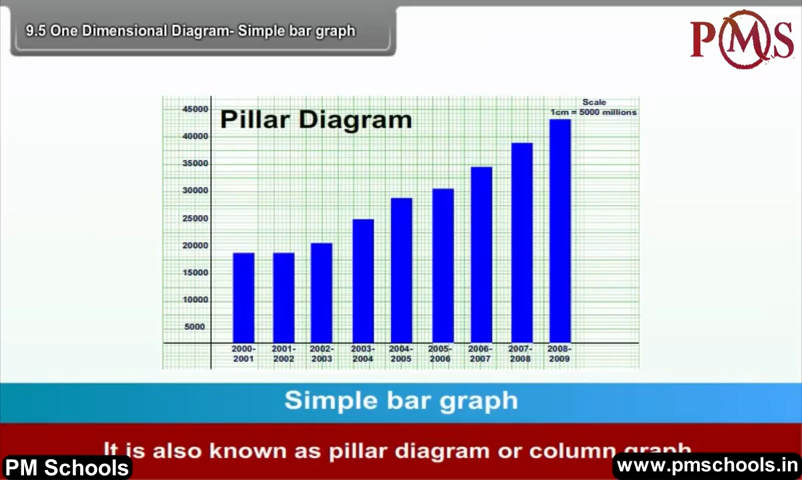 9.5 One Dimensional Diagram- Simple bar graph
PMS
Scale
1cm = 5000 millions
Pillar Diagram
45000
40000
35000
30000
25000
20000
15000
10000
5000
2000- 2001- 2002- 2003- 2004- 2005- 2006- 2007- 2008-
2001 2002 2003 2004 2005 2006 2007 2008 2009
Simple bar graph
It is also known as pillar diagram or column graph
PM Schools
www.pmschools.in